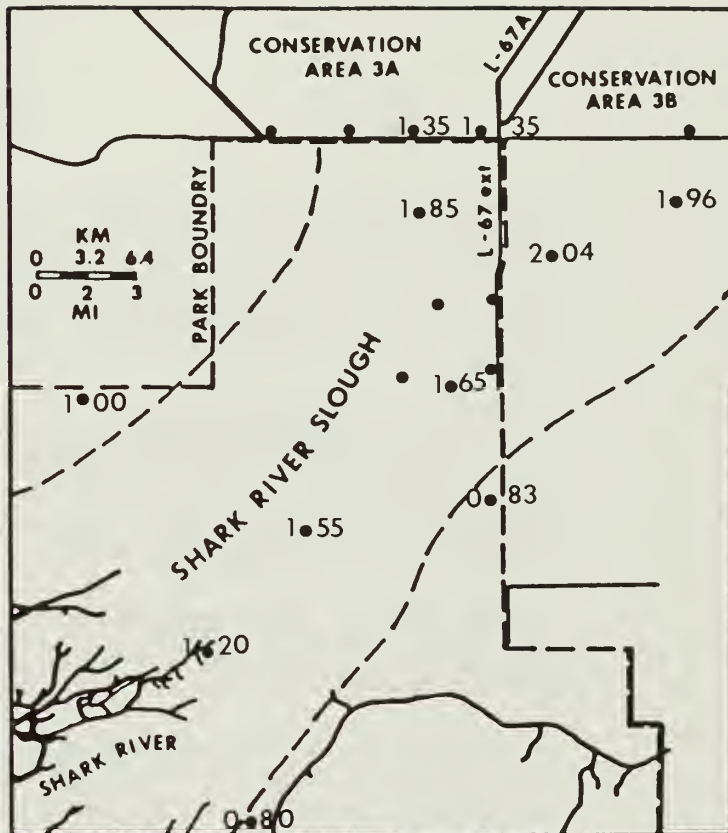 CONSERVATION
AREA 3A
L-67A
CONSERVATION
AREA 3B
1●35
1●35
1●96
1●85
L-67 ext
2●04
PARK BOUNDRY
KM
0 3.2 6.4
0 2 3
MI
1●65
1●00
SHARK RIVER SLOUGH
0●83
1●55
1●20
SHARK RIVER
0●80